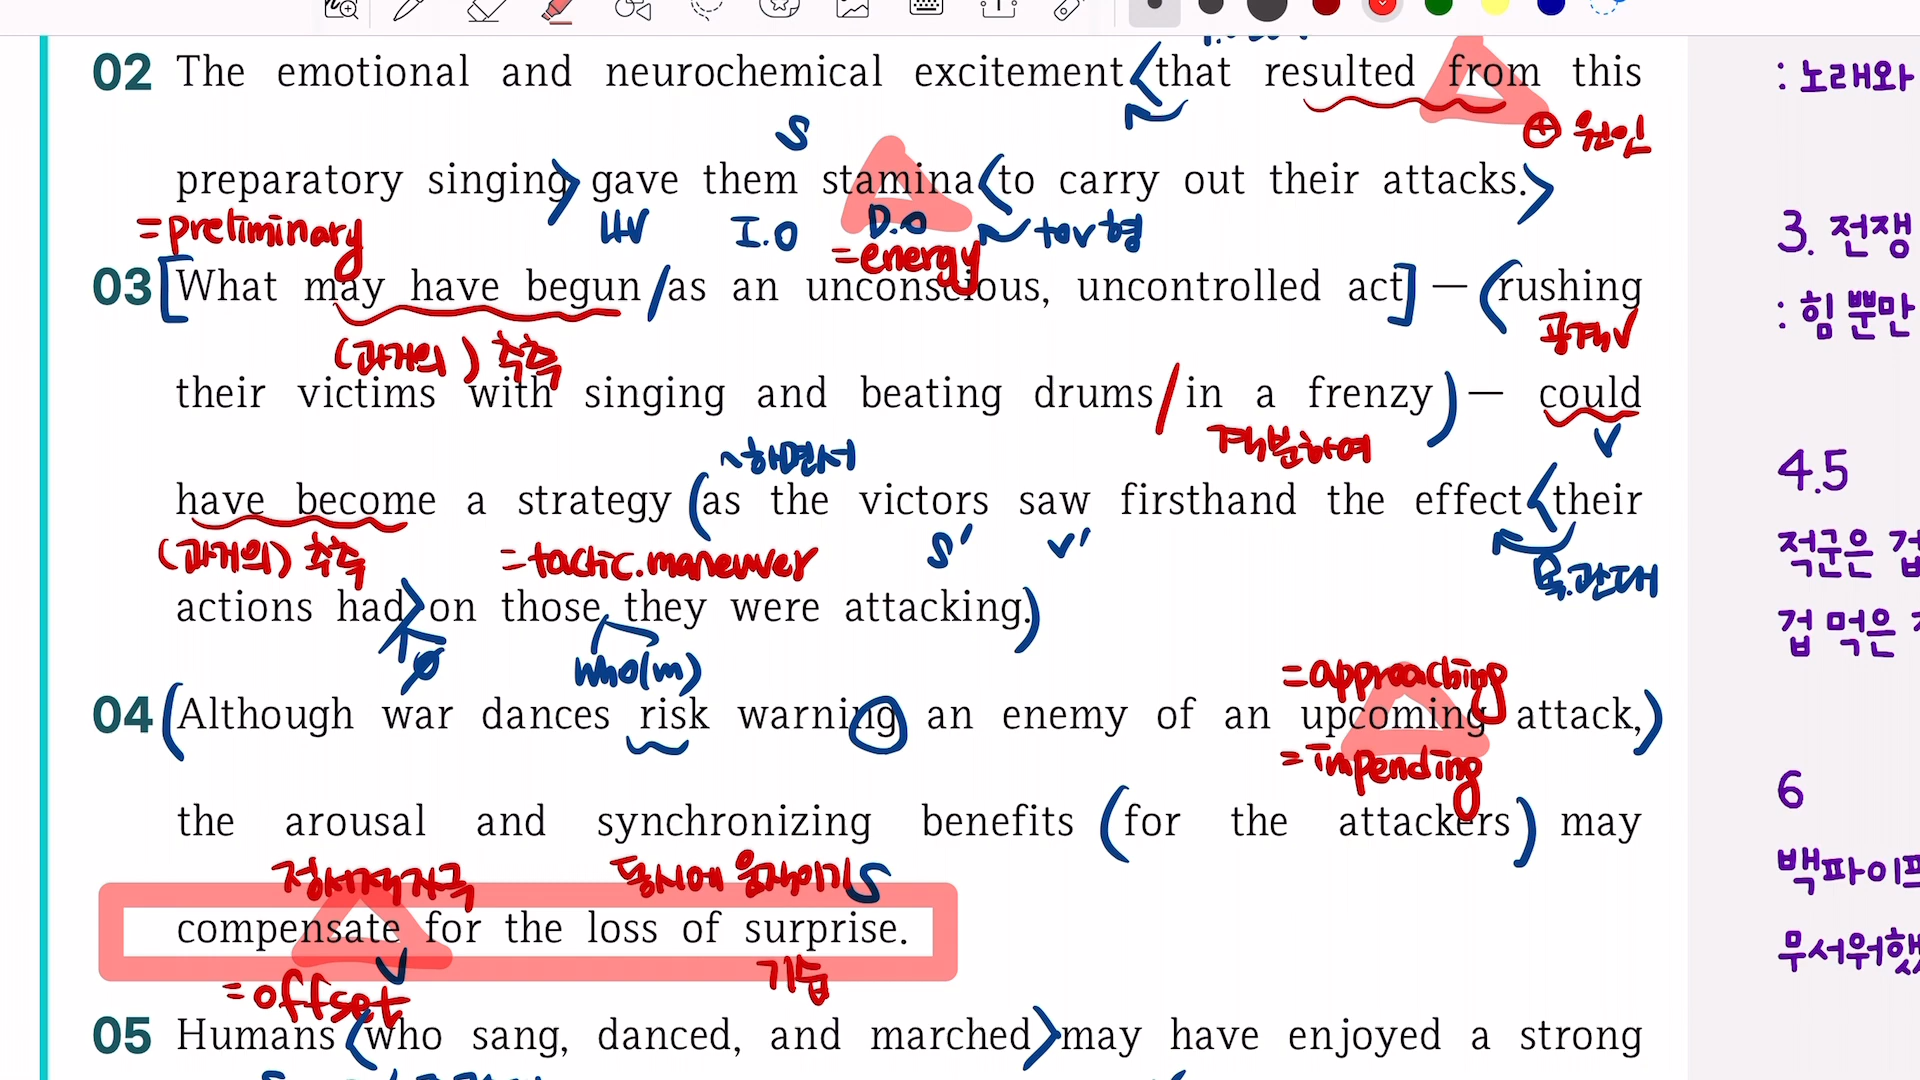 02 The emotional and neurochemical excitement that resulted from this
: 노래와
⊕ 원인
S
preparatory singing gave them stamina to carry out their attacks.
=preliminary
I.O
D.O
=energy
toV 형
3. 전쟁
03 What may have begun / as an unconscious, uncontrolled act — (rushing
: 힘 뿐만
(과거의) 추측
공격V
their victims with singing and beating drums / in a frenzy) — could
격분하여
V
~하면서
4.5
have become a strategy (as the victors saw firsthand the effect their
(과거의) 추측
=tactic.maneuver
S'
V'
목.관대
적군은 겁
actions had on those they were attacking.)
ø
who(m)
겁 먹은
=approaching
04 (Although war dances risk warning an enemy of an upcoming attack,)
=impending
6
the arousal and synchronizing benefits (for the attackers) may
정서적자극
동시에 움직이기
S
백파이프
compensate for the loss of surprise.
V
=offset
기습
무서워했
05 Humans who sang, danced, and marched may have enjoyed a strong